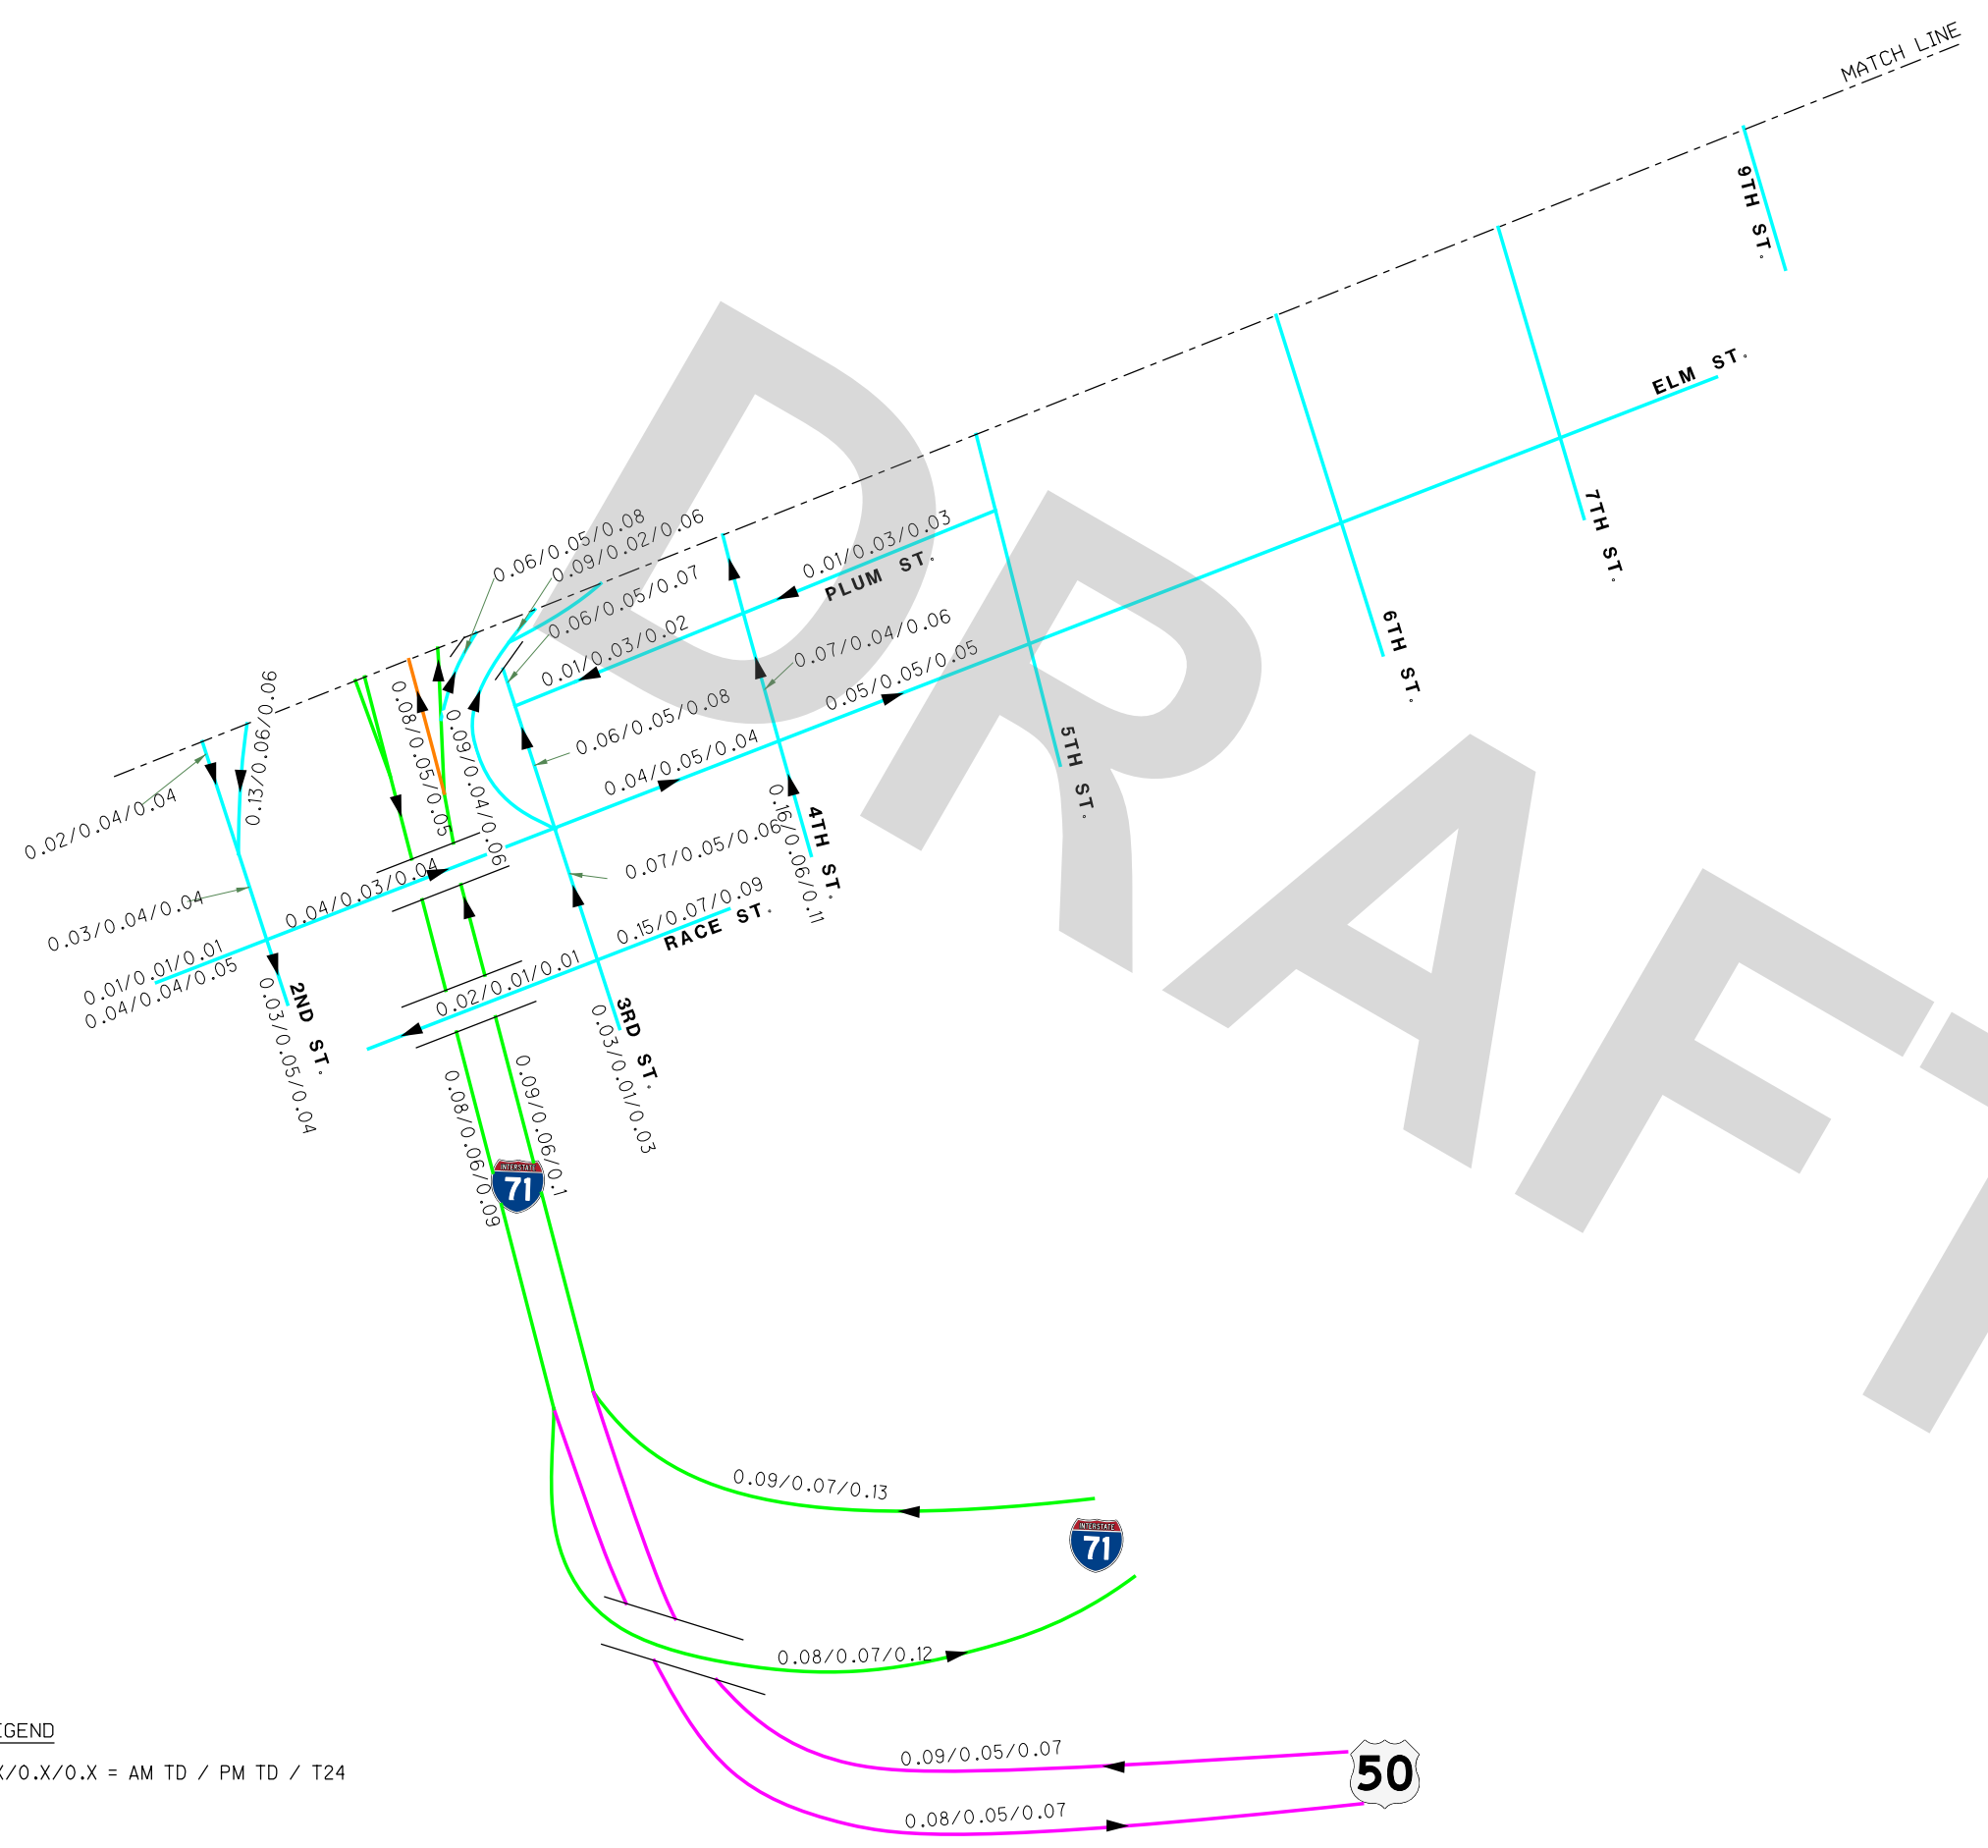 MATCH LINE
9TH ST.
ELM ST.
7TH ST.
6TH ST.
0.06/0.05/0.08
0.09/0.02/0.06
0.01/0.03/0.03
PLUM ST.
0.06/0.05/0.07
0.01/0.03/0.02
0.07/0.04/0.06
0.05/0.05/0.05
0.13/0.06/0.06
0.08/0.05/0.05
0.09/0.04/0.06
0.06/0.05/0.08
0.04/0.05/0.04
5TH ST.
0.02/0.04/0.04
4TH ST.
0.16/0.06/0.11
0.07/0.05/0.06
0.04/0.03/0.04
0.03/0.04/0.04
0.15/0.07/0.09
RACE ST.
0.01/0.01/0.01
0.04/0.04/0.05
0.02/0.01/0.01
2ND ST.
0.03/0.05/0.04
3RD ST.
0.03/0.01/0.03
0.08/0.06/0.09
0.09/0.06/0.1
INTERSTATE
71
0.09/0.07/0.13
INTERSTATE
71
0.08/0.07/0.12
0.09/0.05/0.07
50
0.08/0.05/0.07
EGEND
X/0.X/0.X = AM TD / PM TD / T24
DRAFT